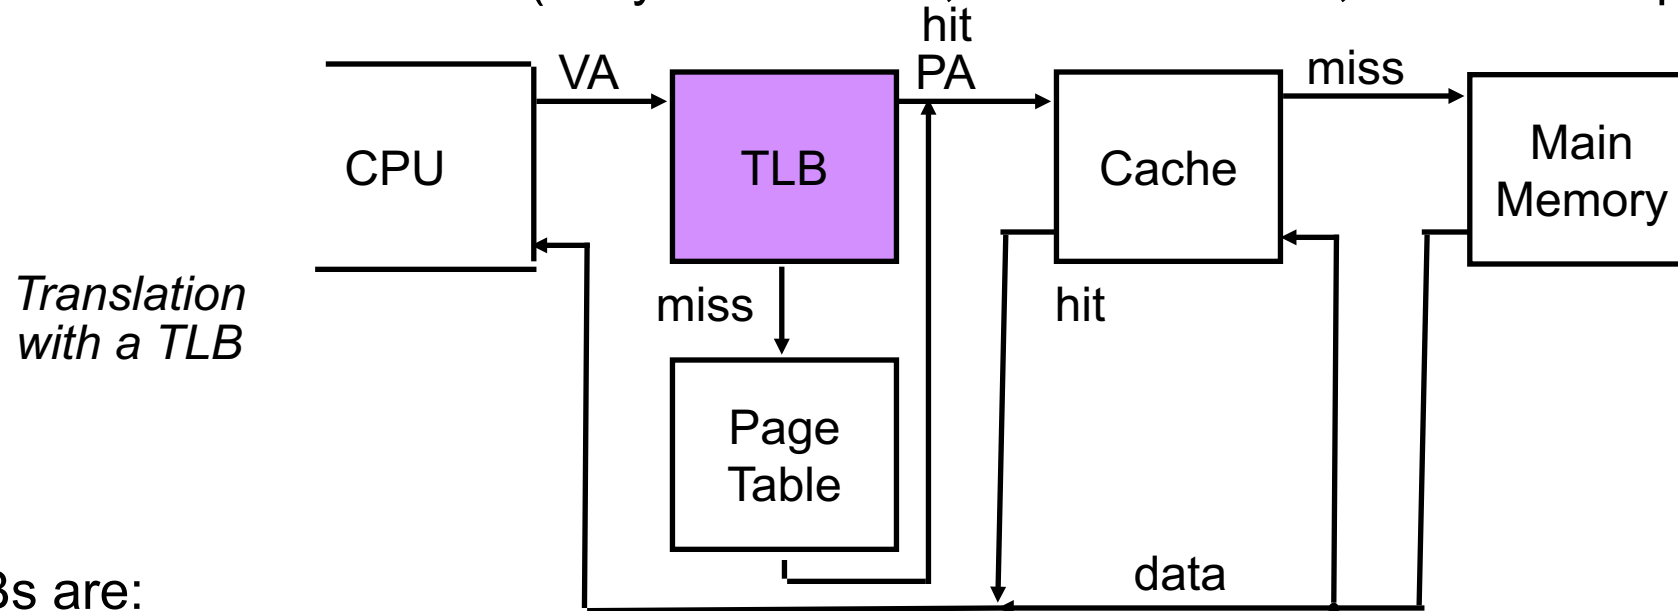 hit
VA
PA
miss
CPU
TLB
Cache
Main
Memory
Translation
with a TLB
miss
hit
Page
Table
data
Bs are: